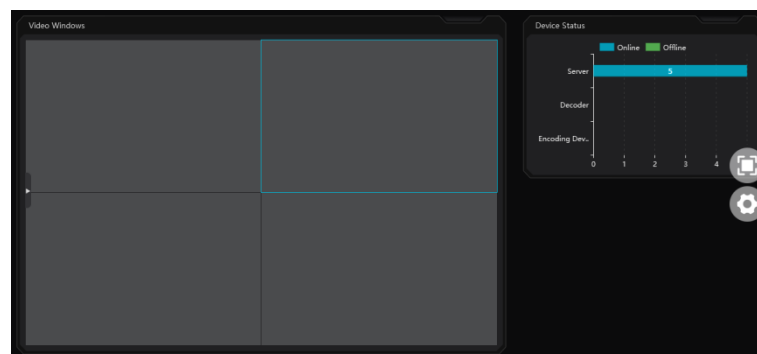 Video Windows
Device Status
Online Offline
Server 5
Decoder
Encoding Dev..
0 1 2 3 4